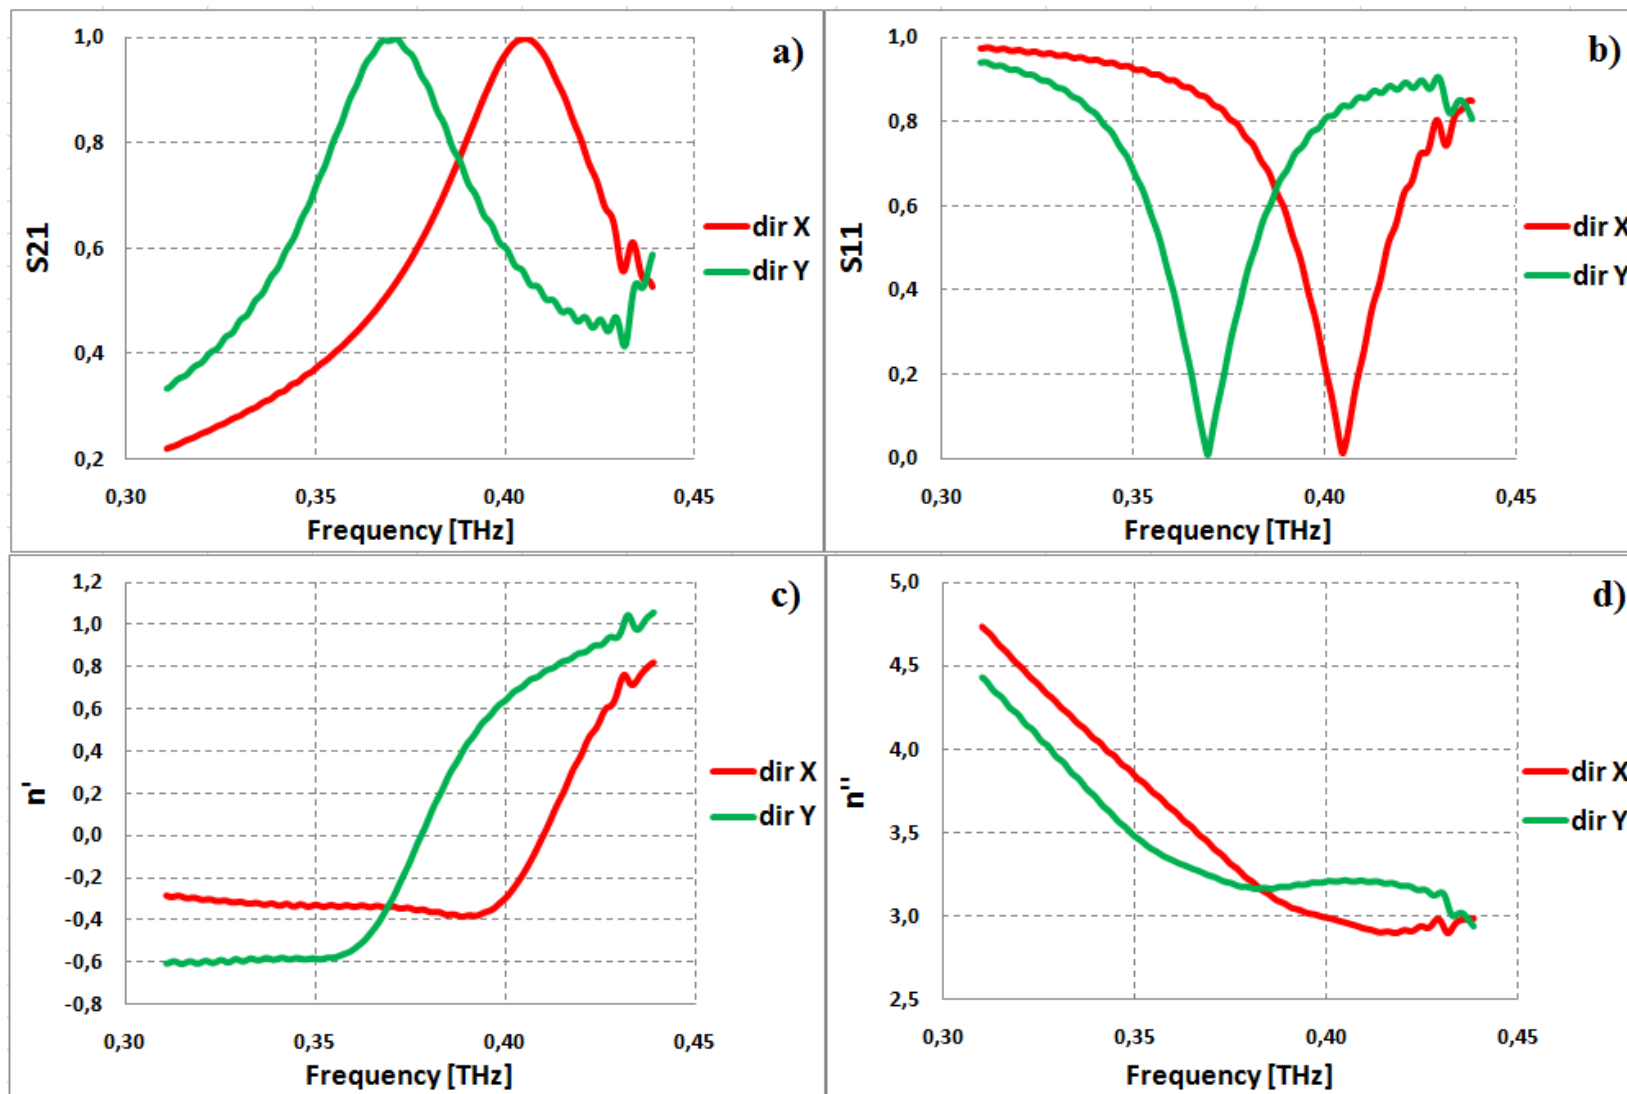 a)
1,0
0,8
0,6
0,4
0,2
S21
0,30
0,35
0,40
0,45
Frequency [THz]
dir X
dir Y
b)
1,0
0,8
0,6
0,4
0,2
0,0
S11
0,30
0,35
0,40
0,45
Frequency [THz]
dir X
dir Y
c)
1,2
1,0
0,8
0,6
0,4
0,2
0,0
-0,2
-0,4
-0,6
-0,8
n'
0,30
0,35
0,40
0,45
Frequency [THz]
dir X
dir Y
d)
5,0
4,5
4,0
3,5
3,0
2,5
n''
0,30
0,35
0,40
0,45
Frequency [THz]
dir X
dir Y